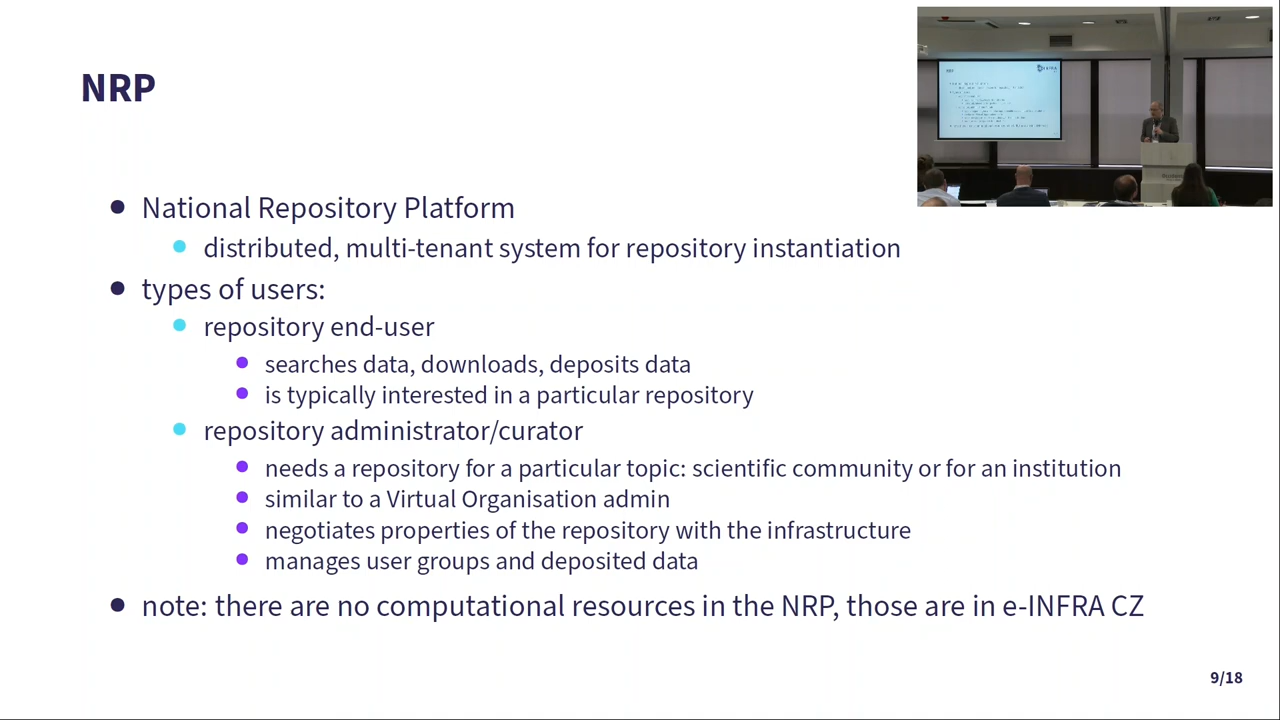 NRP
National Repository Platform
distributed, multi-tenant system for repository instantiation
types of users:
repository end-user
searches data, downloads, deposits data
is typically interested in a particular repository
repository administrator/curator
needs a repository for a particular topic: scientific community or for an institution
similar to a Virtual Organisation admin
negotiates properties of the repository with the infrastructure
manages user groups and deposited data
note: there are no computational resources in the NRP, those are in e-INFRA CZ
9/18